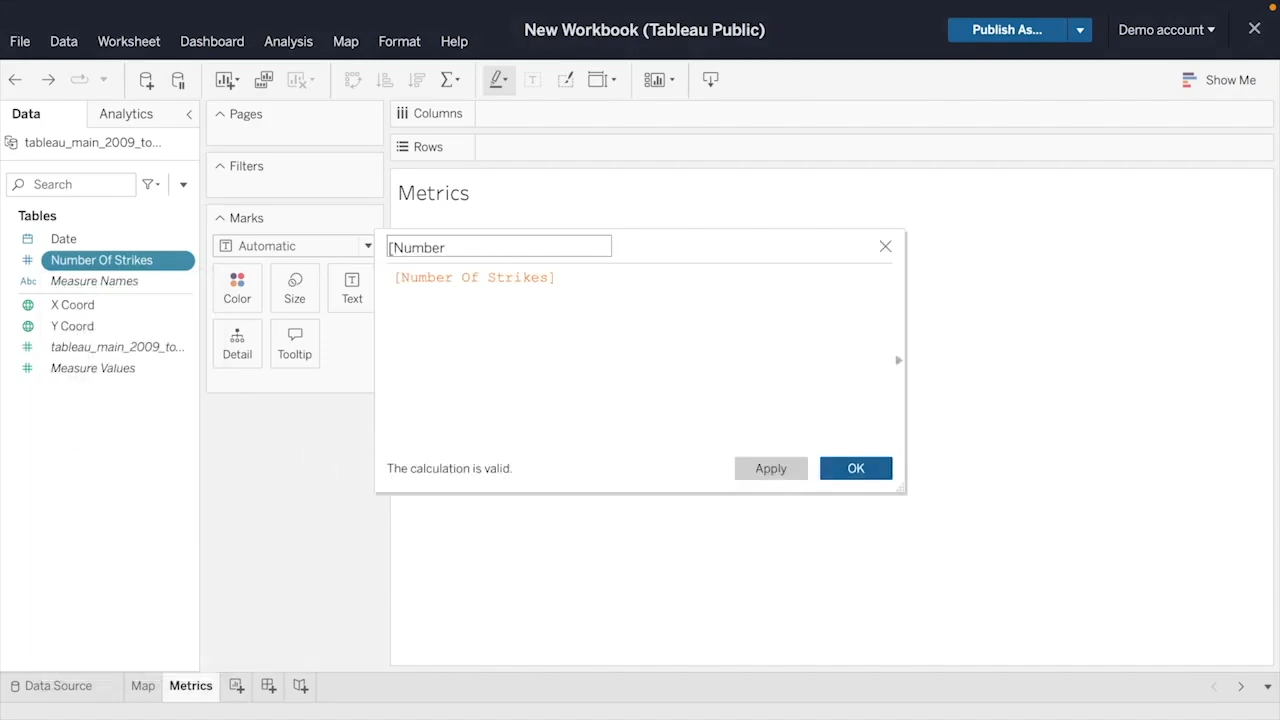 New Workbook (Tableau Public)
Publish As...
Demo account
File Data Worksheet Dashboard Analysis Map Format Help
Show Me
Data Analytics
tableau_main_2009_to...
Search
Tables
Date
Number Of Strikes
Abc Measure Names
X Coord
Y Coord
tableau_main_2009_to...
Measure Values
Pages
Filters
Marks
Automatic
Color Size Text
Detail Tooltip
Columns
Rows
Metrics
[Number
[Number Of Strikes]
The calculation is valid.
Apply OK
Data Source Map Metrics